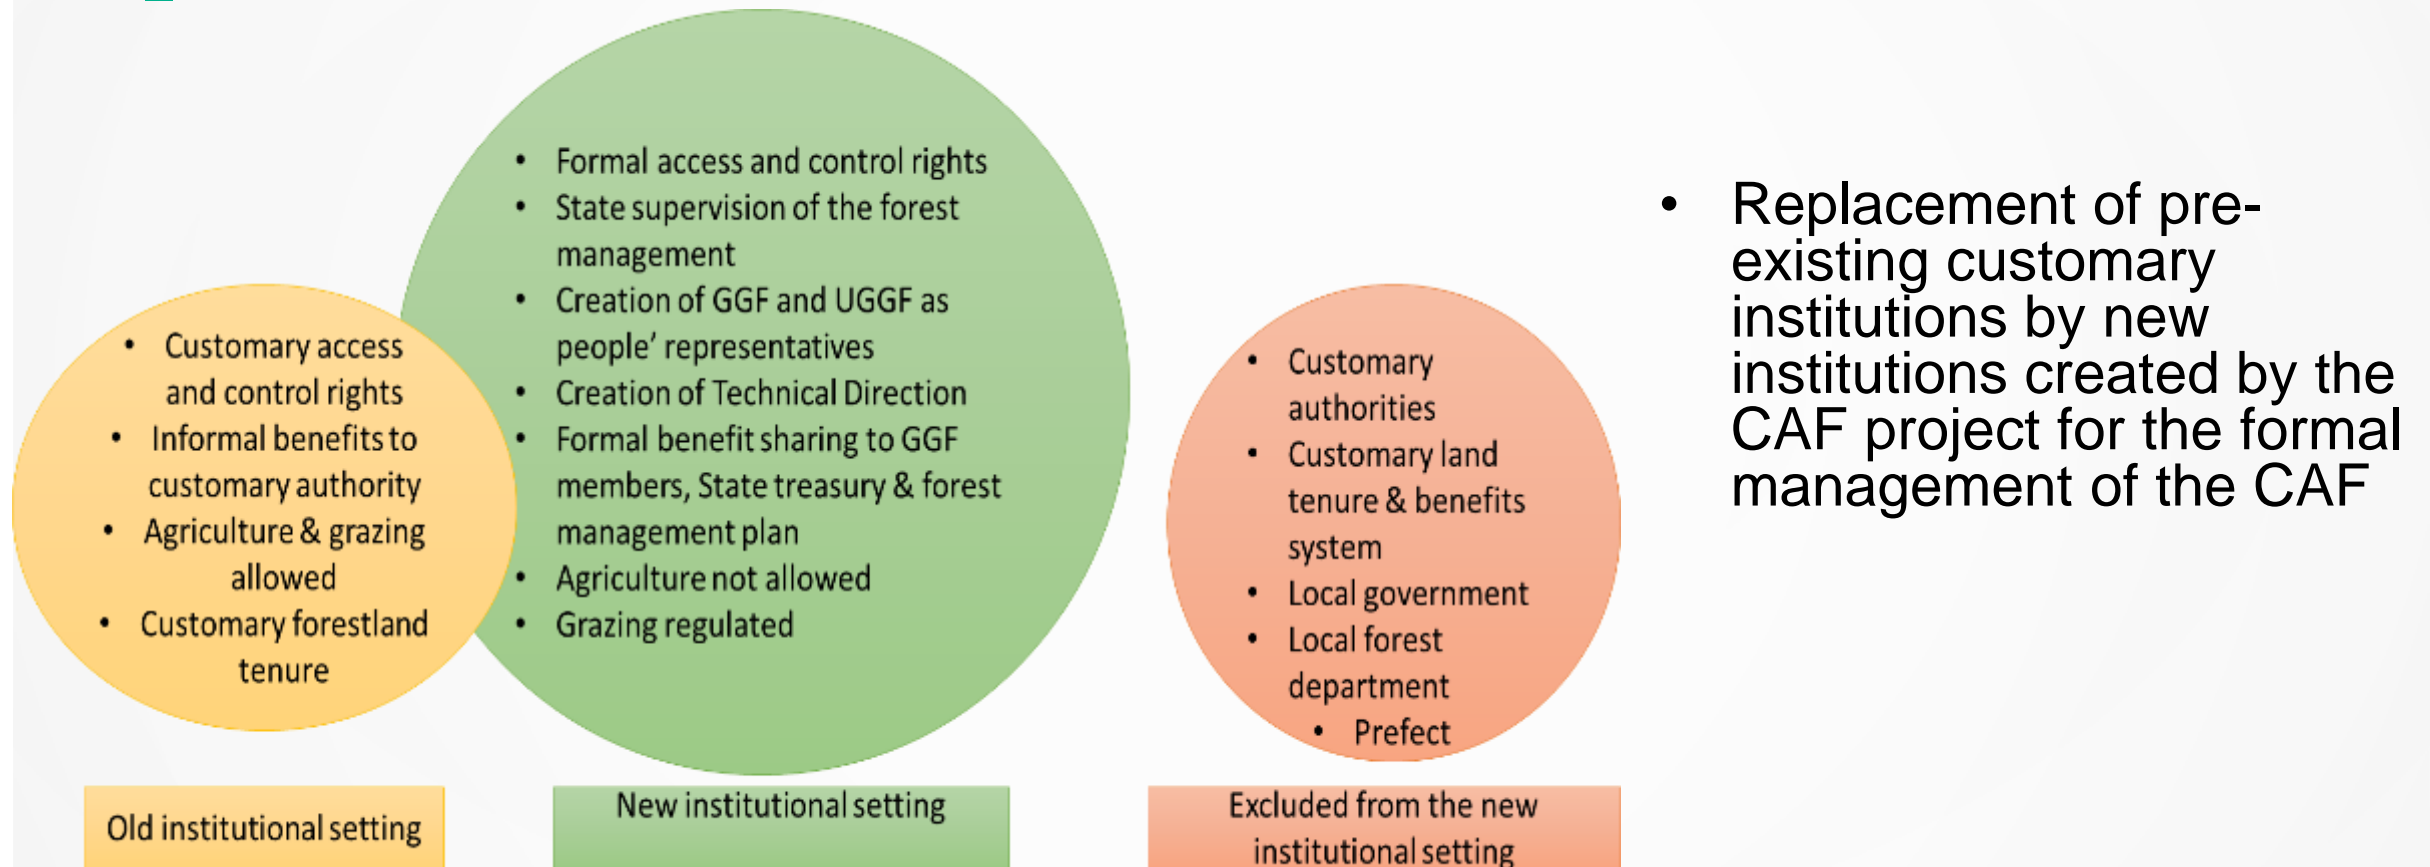 • Customary access
and control rights
• Informal benefits to
customary authority
• Agriculture & grazing
allowed
• Customary forestland
tenure
Old institutional setting
• Formal access and control rights
• State supervision of the forest
management
• Creation of GGF and UGGF as
people’ representatives
• Creation of Technical Direction
• Formal benefit sharing to GGF
members, State treasury & forest
management plan
• Agriculture not allowed
• Grazing regulated
New institutional setting
• Customary
authorities
• Customary land
tenure & benefits
system
• Local government
• Local forest
department
• Prefect
Excluded from the new
institutional setting
• Replacement of pre-
existing customary
institutions by new
institutions created by the
CAF project for the formal
management of the CAF